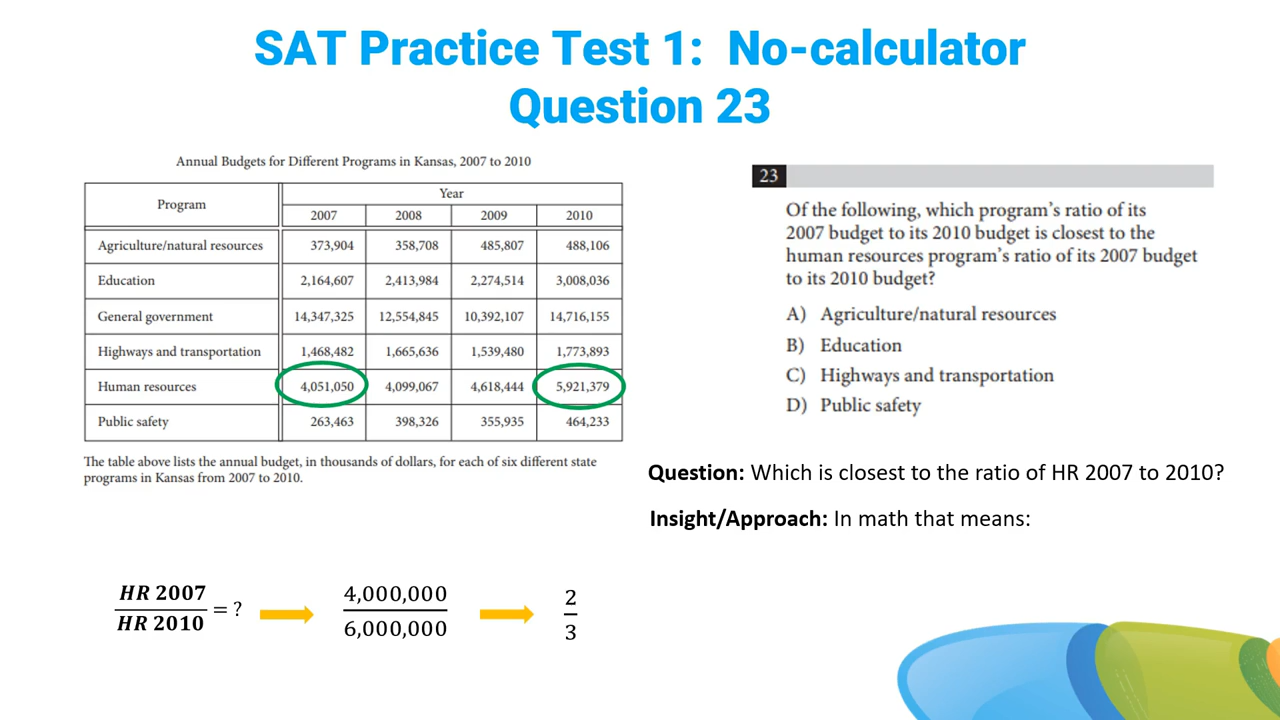 SAT Practice Test 1:  No-calculator
Question 23
Annual Budgets for Different Programs in Kansas, 2007 to 2010
Program Year
2007 2008 2009 2010
Agriculture/natural resources 373,904 358,708 485,807 488,106
Education 2,164,607 2,413,984 2,274,514 3,008,036
General government 14,347,325 12,554,845 10,392,107 14,716,155
Highways and transportation 1,468,482 1,665,636 1,539,480 1,773,893
Human resources 4,051,050 4,099,067 4,618,444 5,921,379
Public safety 263,463 398,326 355,935 464,233
The table above lists the annual budget, in thousands of dollars, for each of six different state
programs in Kansas from 2007 to 2010.
23
Of the following, which program's ratio of its
2007 budget to its 2010 budget is closest to the
human resources program's ratio of its 2007 budget
to its 2010 budget?
A) Agriculture/natural resources
B) Education
C) Highways and transportation
D) Public safety
Question: Which is closest to the ratio of HR 2007 to 2010?
Insight/Approach: In math that means:
HR 2007
HR 2010
= ?
4,000,000
6,000,000
2
3